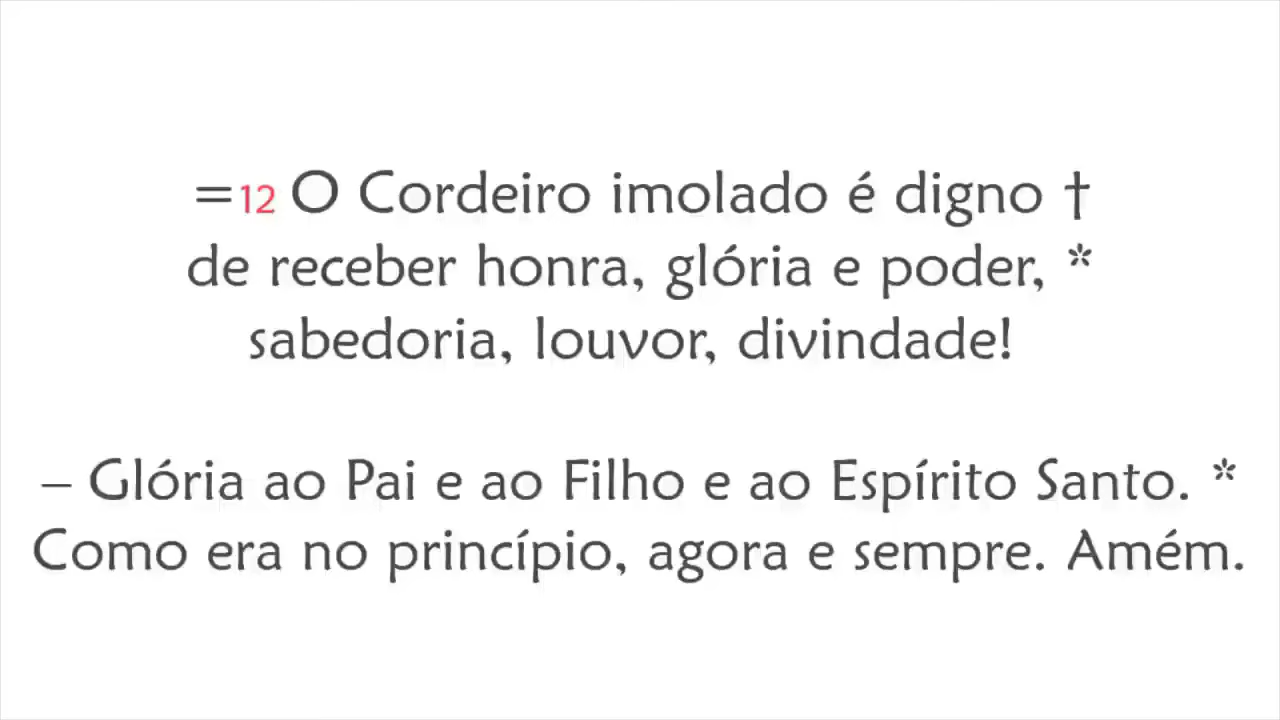 =12 O Cordeiro imolado é digno †
de receber honra, glória e poder, *
sabedoria, louvor, divindade!
– Glória ao Pai e ao Filho e ao Espírito Santo. *
Como era no princípio, agora e sempre. Amém.